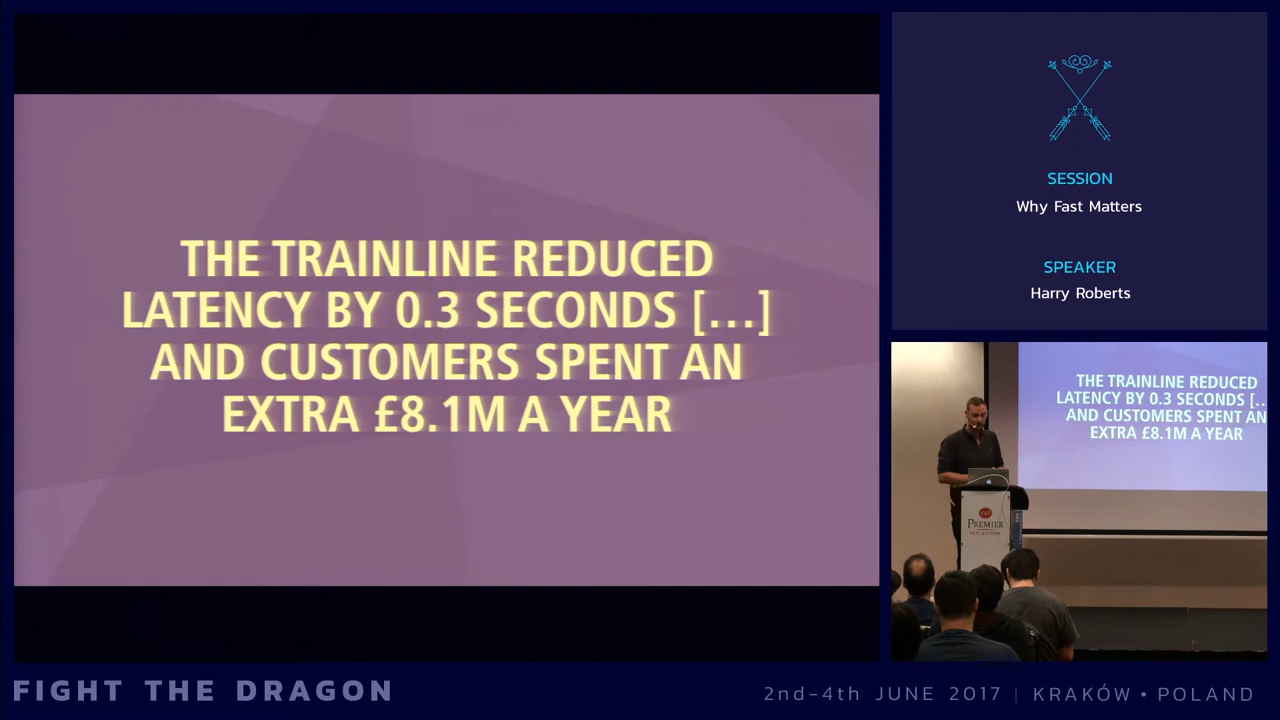 THE TRAINLINE REDUCED
LATENCY BY 0.3 SECONDS [...]
AND CUSTOMERS SPENT AN
EXTRA £8.1M A YEAR
SESSION
Why Fast Matters
SPEAKER
Harry Roberts
THE TRAINLINE REDUCED
LATENCY BY 0.3 SECONDS [..
AND CUSTOMERS SPENT AN
EXTRA £8.1M A YEAR
PREMIER
BEST WESTERN
FIGHT THE DRAGON
2nd-4th JUNE 2017 | KRAKÓW • POLAND